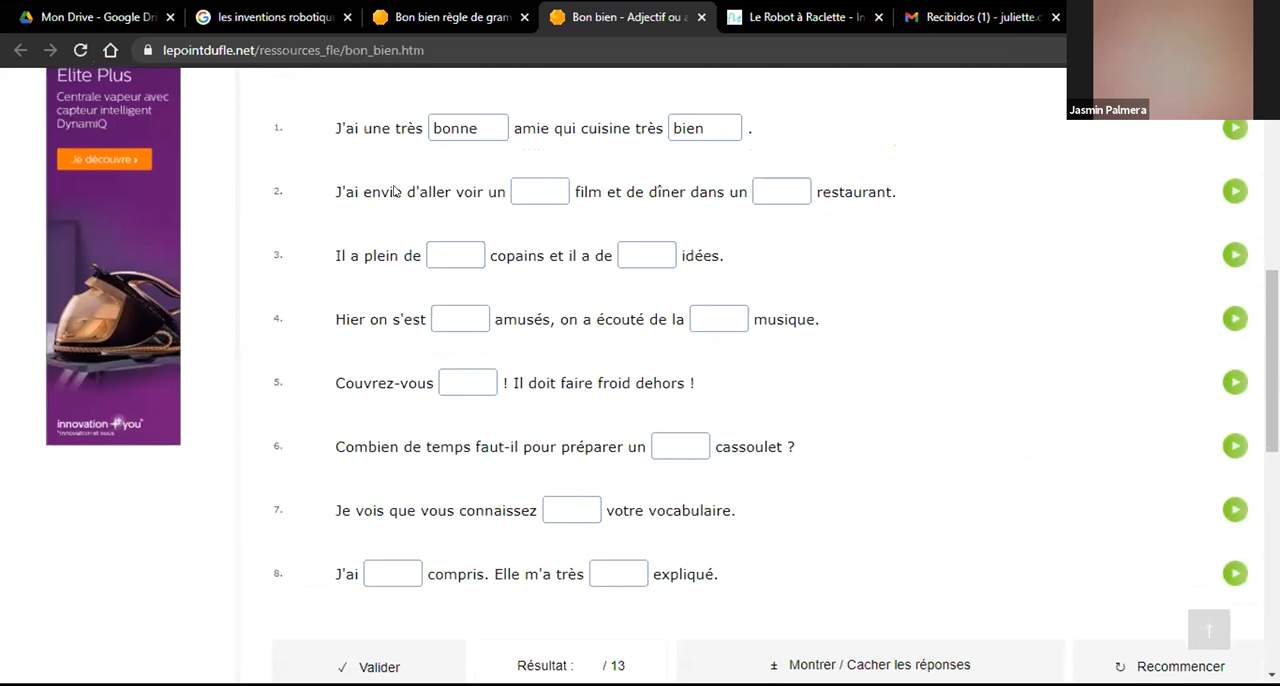 Mon Drive - Google Dri
les inventions robotiqu
Bon bien règle de gram
Bon bien - Adjectif ou a
Le Robot à Raclette - In
Recibidos (1) - juliette.c
lepointdufle.net/ressources_fle/bon_bien.htm
Jasmin Palmera
Elite Plus
Centrale vapeur avec
capteur intelligent
DynamiQ
Je découvre ›
innovation you
1. J'ai une très bonne amie qui cuisine très bien .
2. J'ai envie d'aller voir un film et de dîner dans un restaurant.
3. Il a plein de copains et il a de idées.
4. Hier on s'est amusés, on a écouté de la musique.
5. Couvrez-vous ! Il doit faire froid dehors !
6. Combien de temps faut-il pour préparer un cassoulet ?
7. Je vois que vous connaissez votre vocabulaire.
8. J'ai compris. Elle m'a très expliqué.
✓ Valider
Résultat : / 13
± Montrer / Cacher les réponses
↻ Recommencer